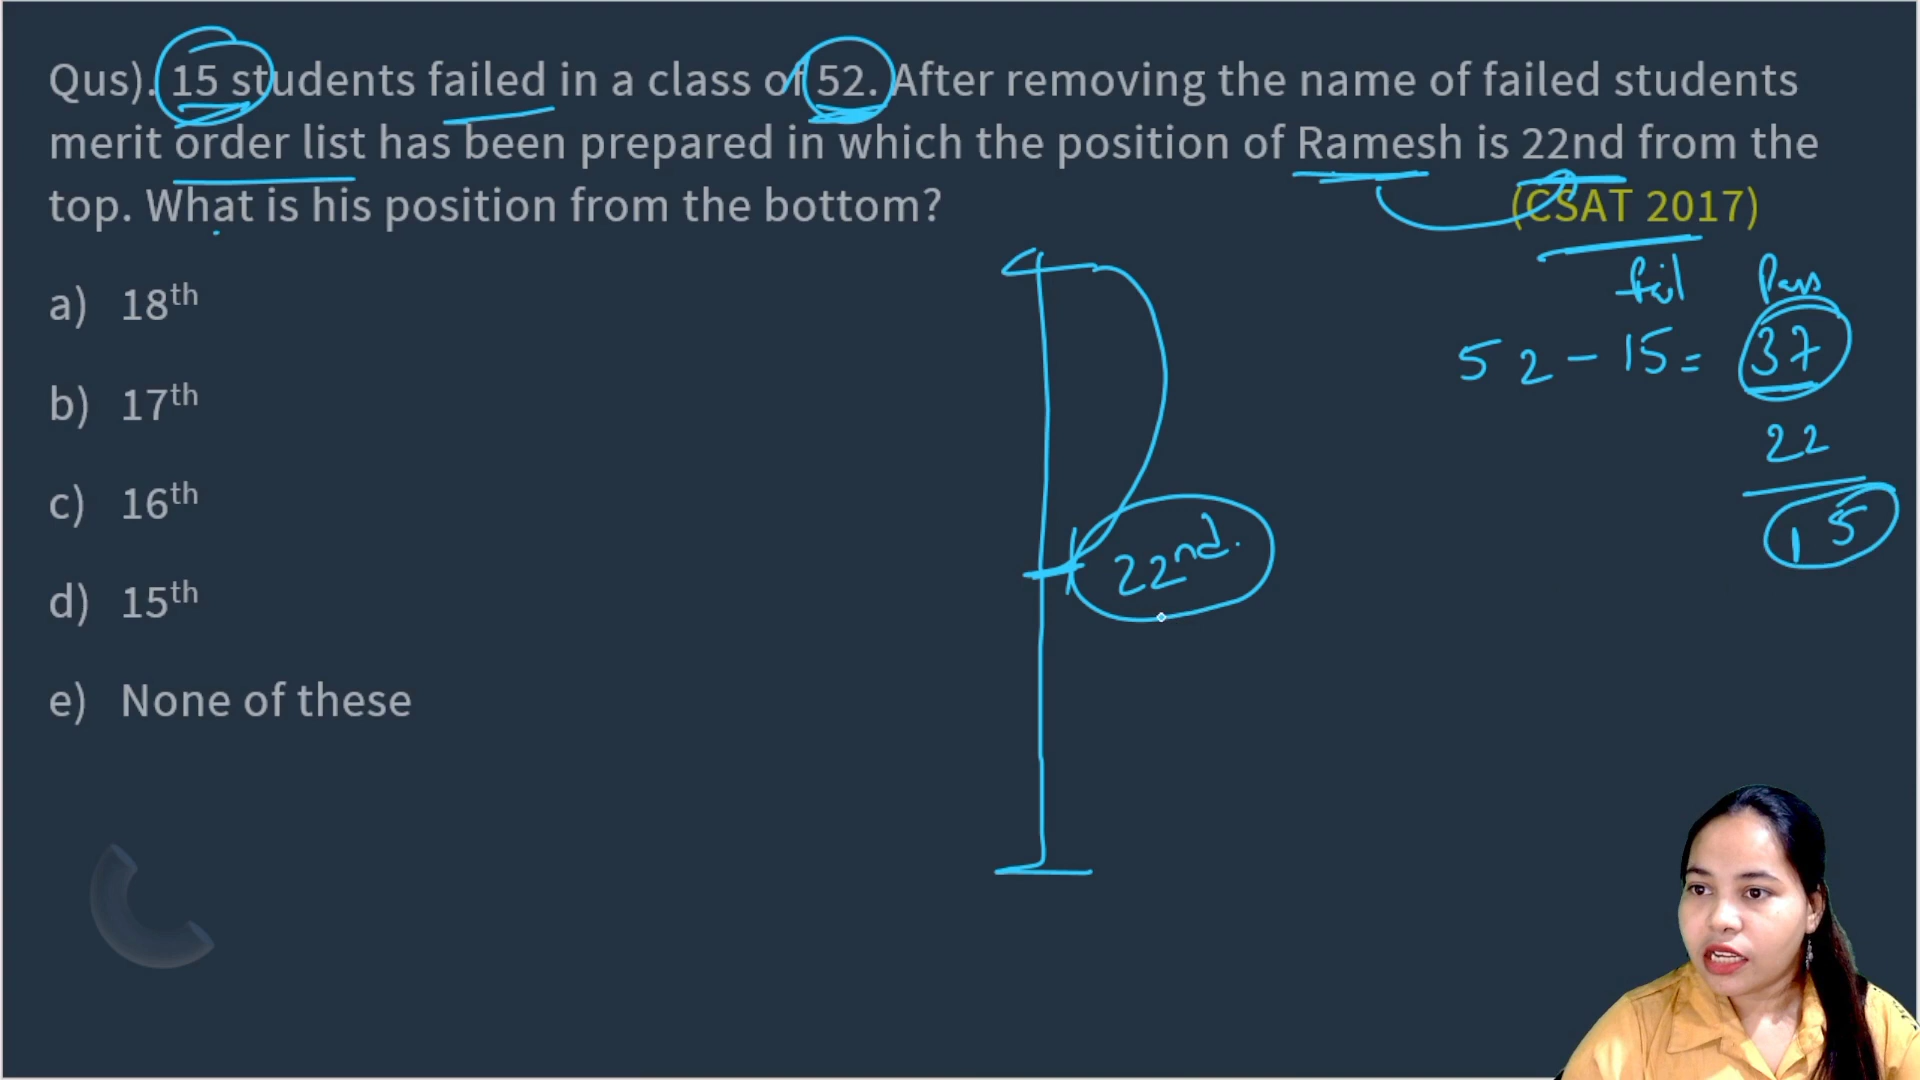 Qus). 15 students failed in a class of 52. After removing the name of failed students
merit order list has been prepared in which the position of Ramesh is 22nd from the
top. What is his position from the bottom? (CSAT 2017)
fail Pass
52-15= 37
22
15
a) 18th
b) 17th
c) 16th
22nd.
d) 15th
e) None of these